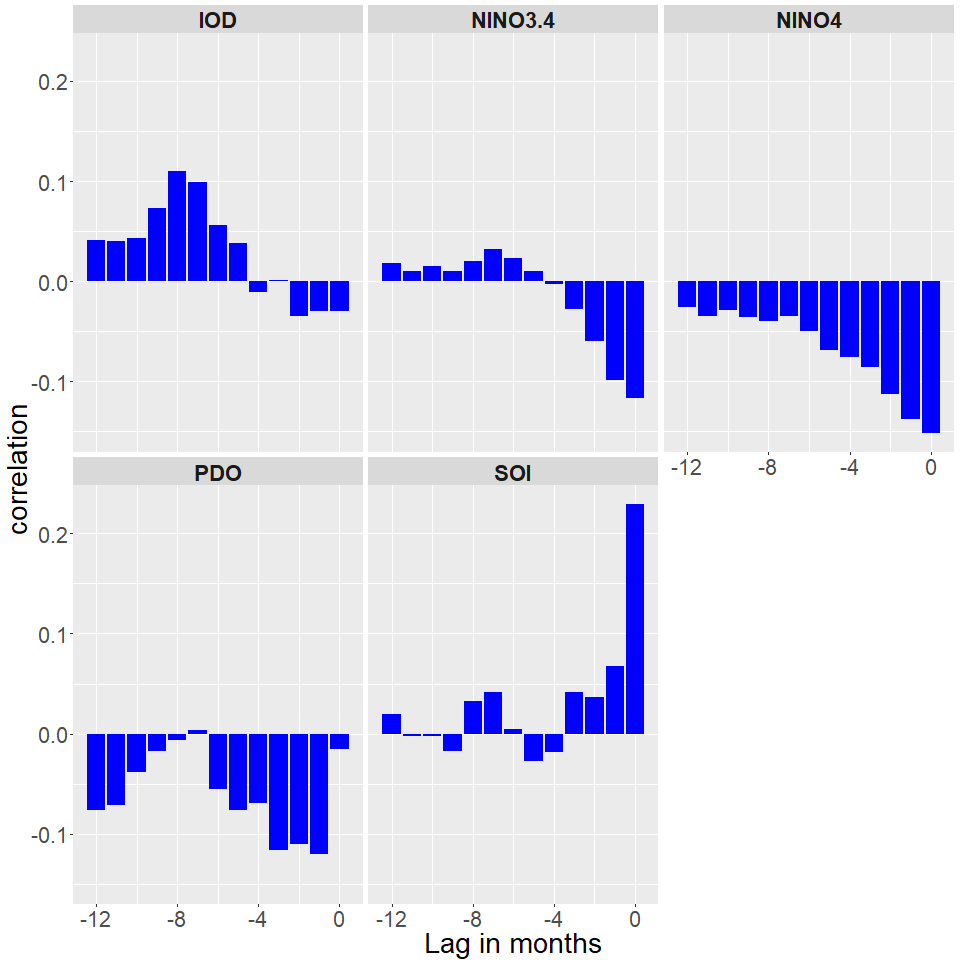 IOD NINO3.4 NINO4
0.2
0.1
0.0
-0.1
-12 -8 -4 0
correlation
PDO SOI
0.2
0.1
0.0
-0.1
-12 -8 -4 0 -12 -8 -4 0
Lag in months